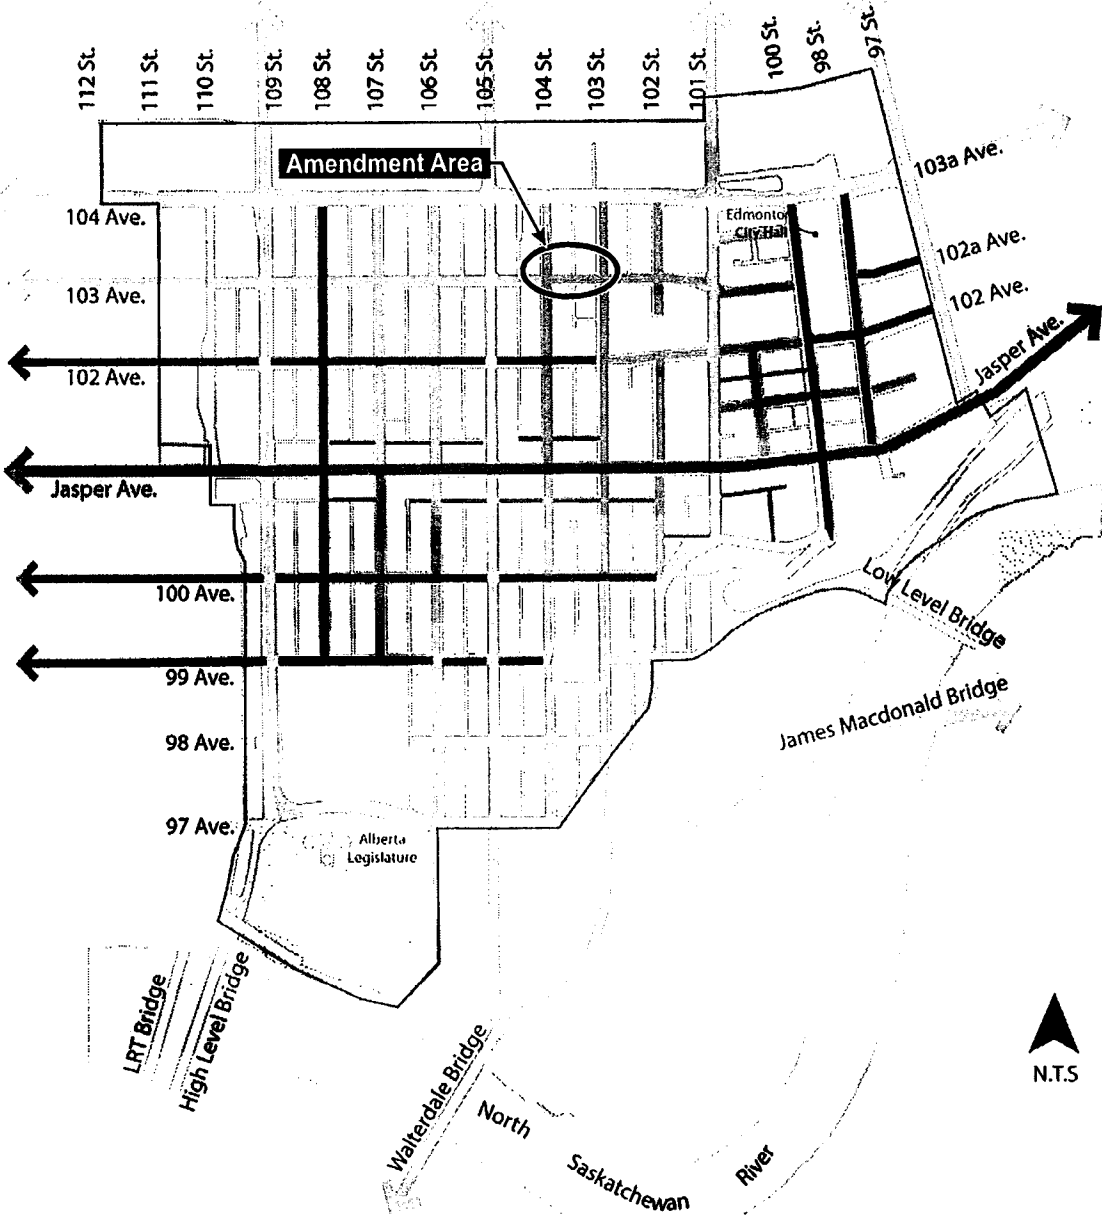 112 St.
111 St.
110 St.
109 St.
108 St.
107 St.
106 St.
105 St.
104 St.
103 St.
102 St.
101 St.
100 St.
98 St.
97 St.
Amendment Area
103a Ave.
104 Ave.
Edmonton
City Hall
102a Ave.
103 Ave.
102 Ave.
Jasper Ave.
102 Ave.
Jasper Ave.
100 Ave.
Low Level Bridge
99 Ave.
James Macdonald Bridge
98 Ave.
97 Ave.
Alberta
Legislature
LRT Bridge
High Level Bridge
Walterdale Bridge
N.T.S
North
Saskatchewan
River